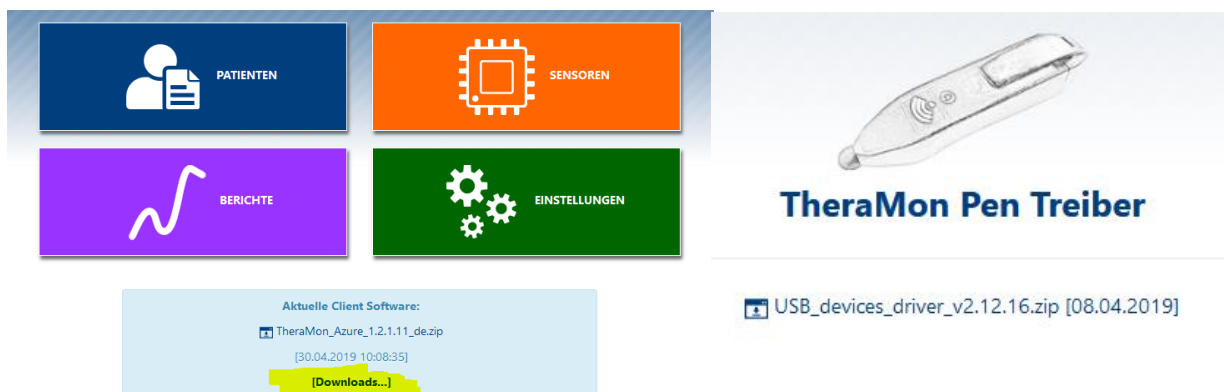 PATIENTEN
SENSOREN
BERICHTE
EINSTELLUNGEN
Aktuelle Client Software:
TheraMon_Azure_1.2.1.11_de.zip
[30.04.2019 10:08:35]
[Downloads...]
TheraMon Pen Treiber
USB_devices_driver_v2.12.16.zip [08.04.2019]